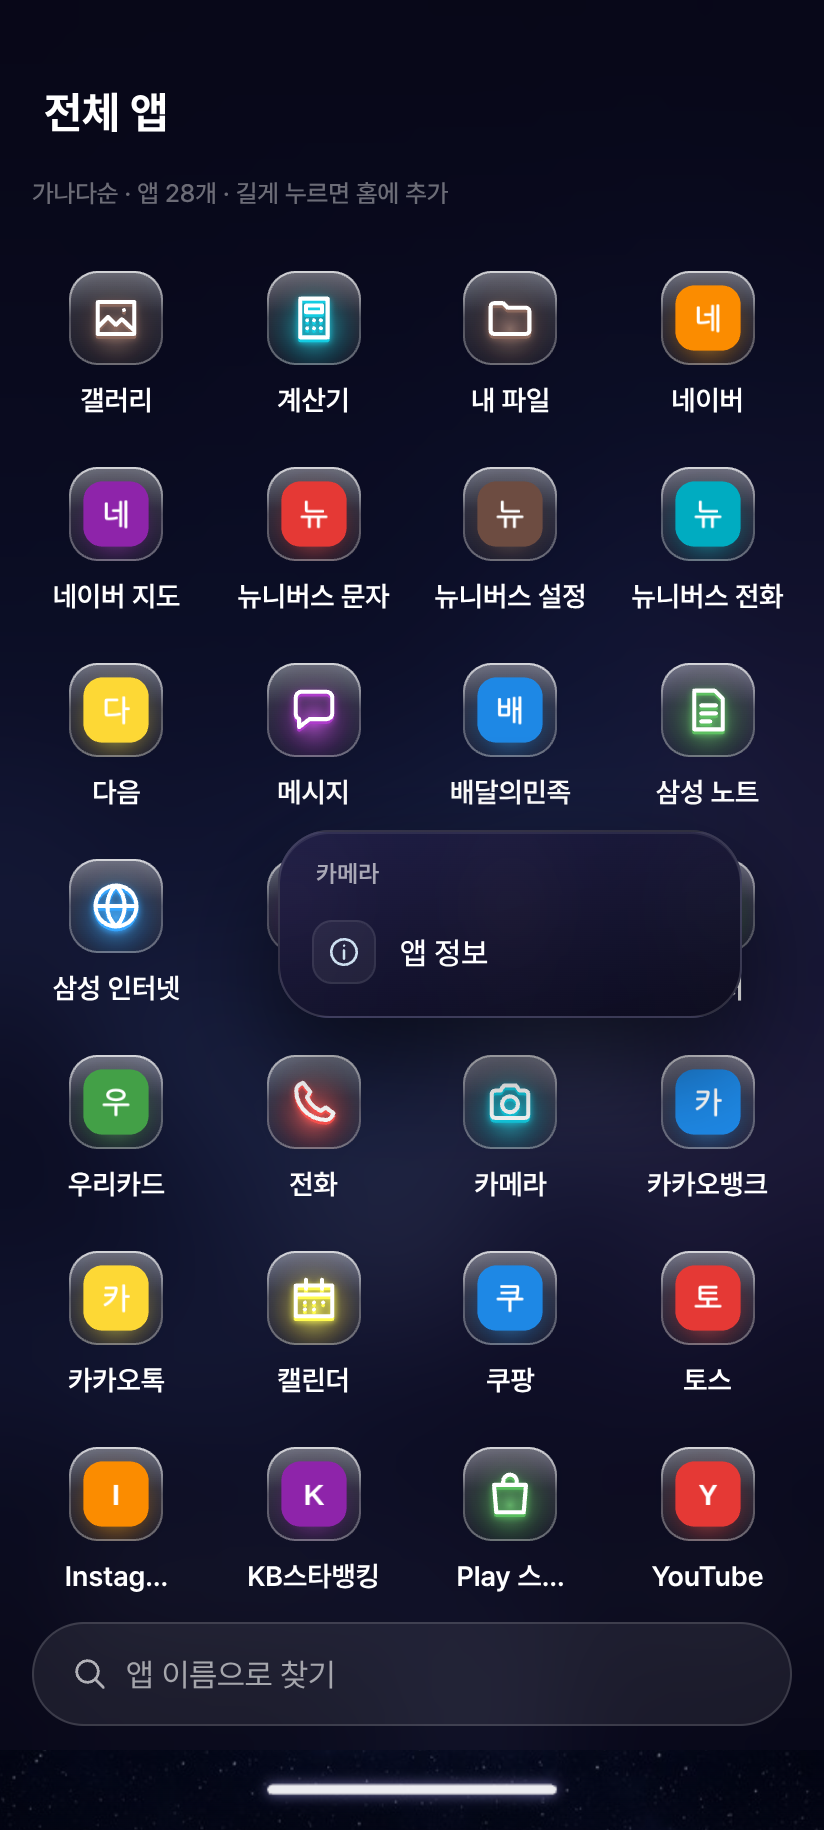 전체 앱
가나다순 · 앱 28개 · 길게 누르면 홈에 추가
갤러리 계산기 내 파일 네 네이버
네 뉴 뉴 뉴
네이버 지도 뉴니버스 문자 뉴니버스 설정 뉴니버스 전화
다 배
다음 메시지 배달의민족 삼성 노트
카메라
앱 정보
삼성 인터넷
우 카
우리카드 전화 카메라 카카오뱅크
카 쿠 토
카카오톡 캘린더 쿠팡 토스
I K Y
Instag... KB스타뱅킹 Play 스... YouTube
앱 이름으로 찾기